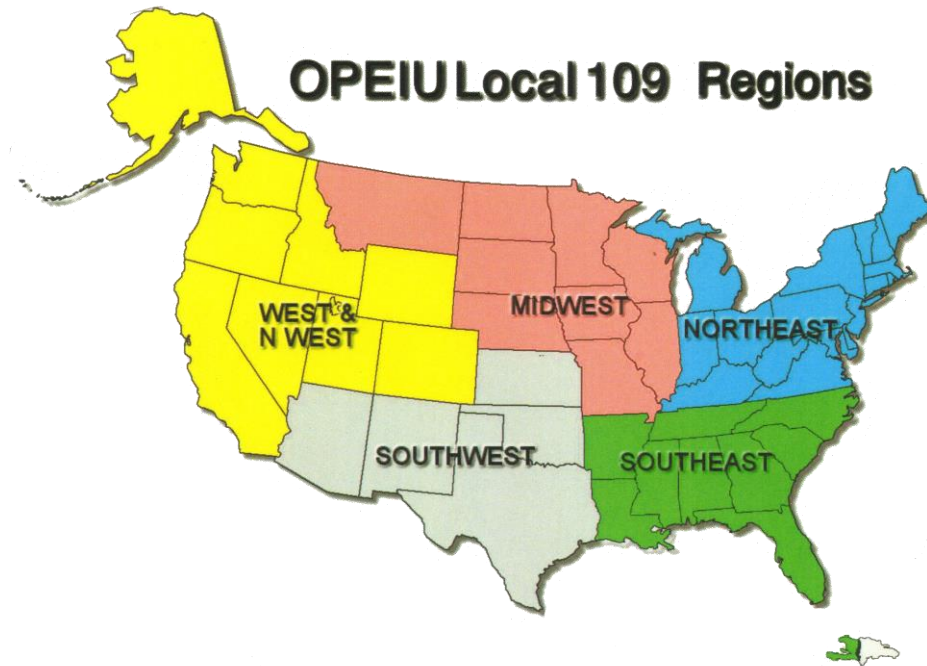 OPEIU Local 109 Regions
WEST &
N WEST
MIDWEST
NORTHEAST
SOUTHWEST
SOUTHEAST